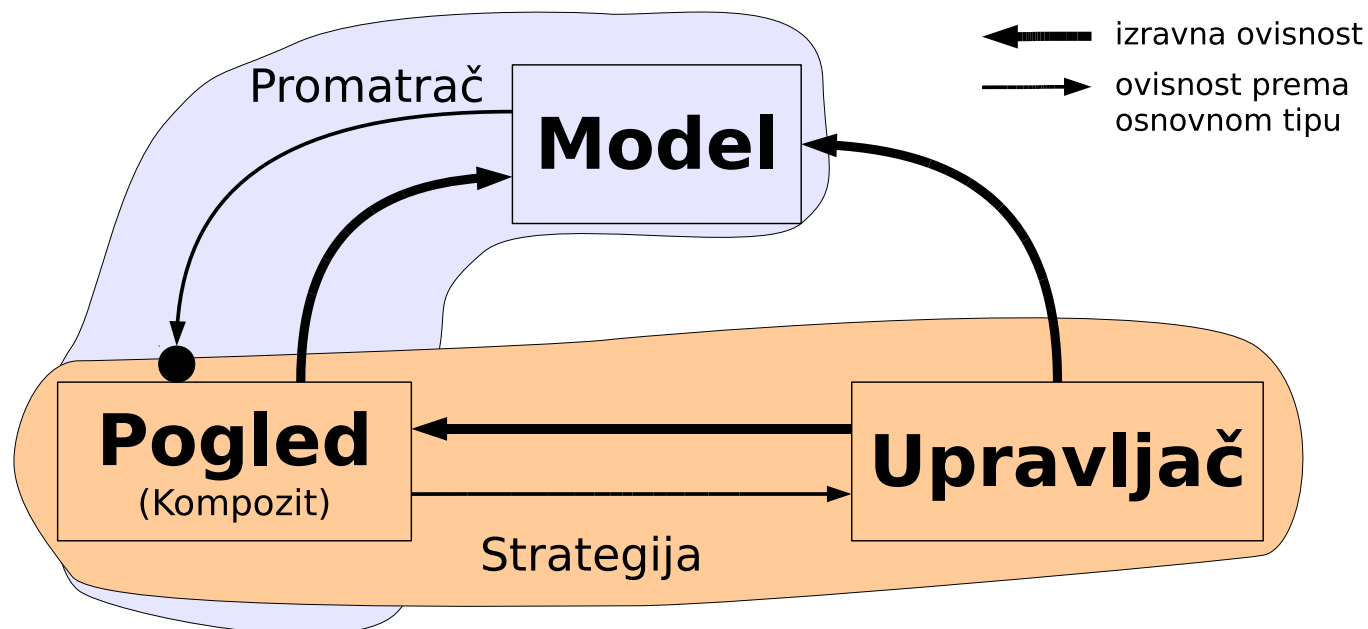 izravna ovisnost
ovisnost prema
osnovnom tipu
Promatrač
Model
Pogled
(Kompozit)
Upravljač
Strategija